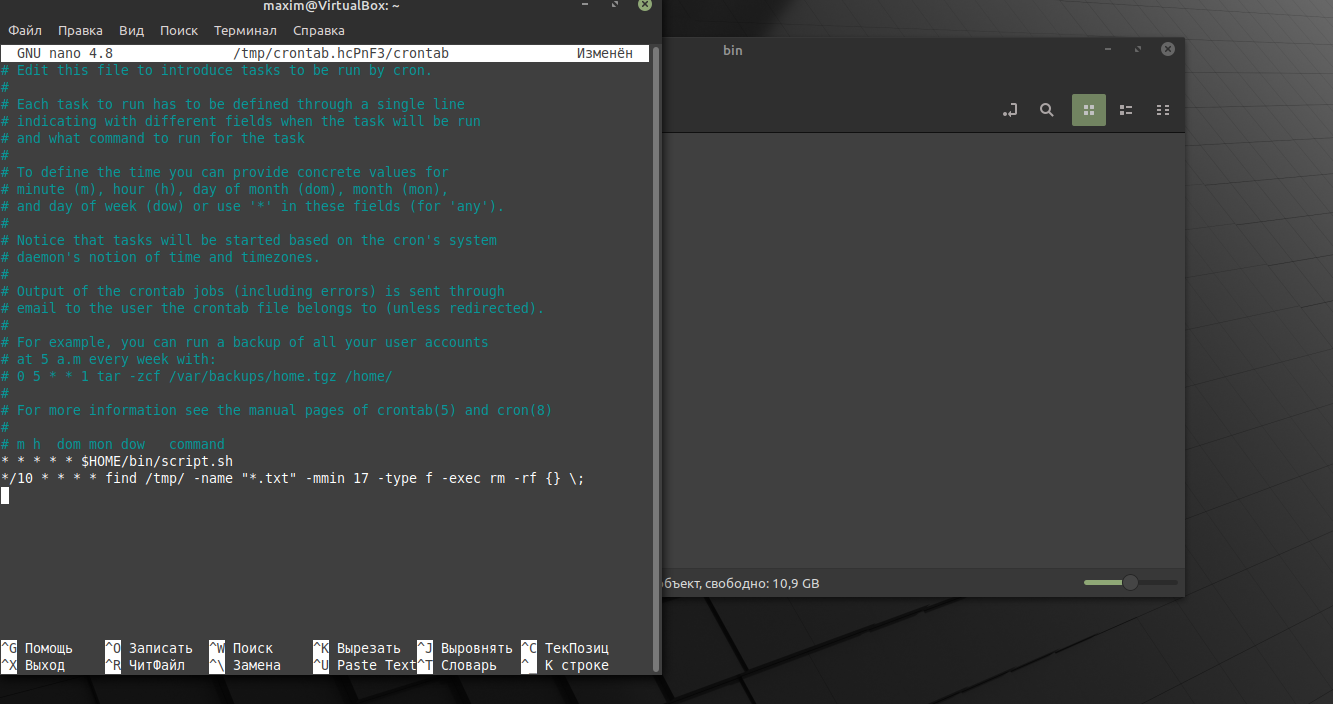 maxim@VirtualBox: ~
Файл Правка Вид Поиск Терминал Справка
GNU nano 4.8 /tmp/crontab.hcPnF3/crontab Изменён
# Edit this file to introduce tasks to be run by cron.
#
# Each task to run has to be defined through a single line
# indicating with different fields when the task will be run
# and what command to run for the task
#
# To define the time you can provide concrete values for
# minute (m), hour (h), day of month (dom), month (mon),
# and day of week (dow) or use '*' in these fields (for 'any').
#
# Notice that tasks will be started based on the cron's system
# daemon's notion of time and timezones.
#
# Output of the crontab jobs (including errors) is sent through
# email to the user the crontab file belongs to (unless redirected).
#
# For example, you can run a backup of all your user accounts
# at 5 a.m every week with:
# 0 5 * * 1 tar -zcf /var/backups/home.tgz /home/
#
# For more information see the manual pages of crontab(5) and cron(8)
#
# m h  dom mon dow   command
* * * * * $HOME/bin/script.sh
*/10 * * * * find /tmp/ -name "*.txt" -mmin 17 -type f -exec rm -rf {} \;
^G Помощь ^O Записать ^W Поиск ^K Вырезать ^J Выровнять ^C ТекПозиц
^X Выход ^R ЧитФайл ^\ Замена ^U Paste Text ^T Словарь ^_ К строке
bin
объект, свободно: 10,9 GB